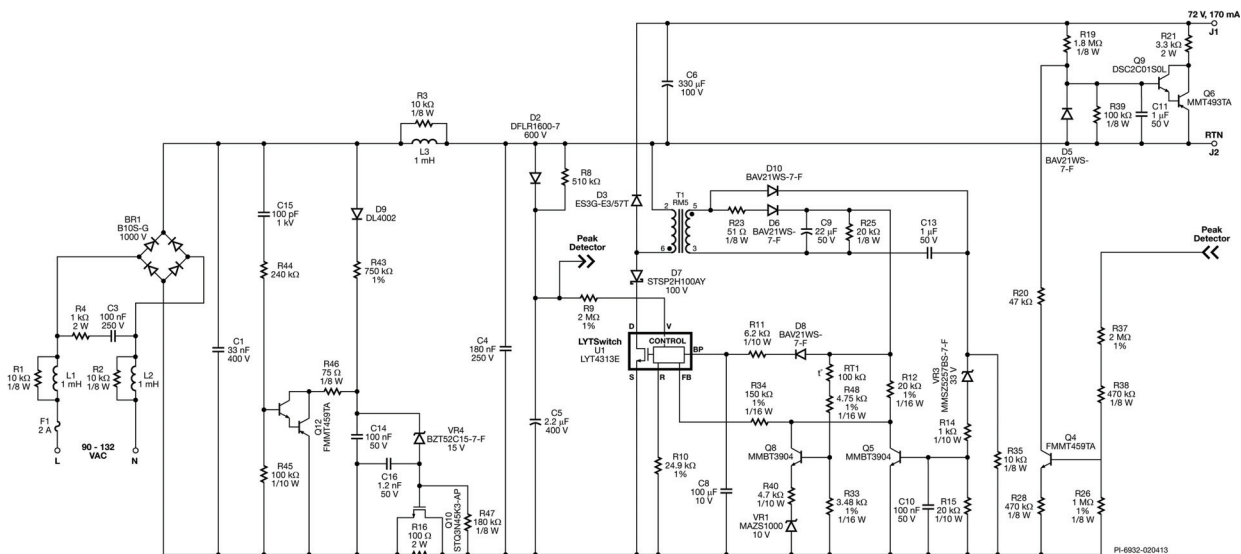 72 V, 170 mA
J1
R19
1.8 MΩ
1/8 W
R21
3.3 kΩ
2 W
Q9
DSC2C01S0L
Q6
MMT493TA
R39
100 kΩ
1/8 W
C11
1 µF
50 V
D5
BAV21WS-
7-F
RTN
J2
C6
330 µF
100 V
R3
10 kΩ
1/8 W
L3
1 mH
D2
DFLR1600-7
600 V
R8
510 kΩ
D3
ES3G-E3/57T
T1
RM5
2
6
5
3
D10
BAV21WS-7-F
R23
51 Ω
1/8 W
D6
BAV21WS-
7-F
C9
22 µF
50 V
R25
20 kΩ
1/8 W
C13
1 µF
50 V
C15
100 pF
1 kV
D9
DL4002
BR1
B10S-G
1000 V
R44
240 kΩ
R43
750 kΩ
1%
Peak
Detector
Peak
Detector
D7
STSP2H100AY
100 V
R9
2 MΩ
1%
R20
47 kΩ
R4
1 kΩ
2 W
C3
100 nF
250 V
C1
33 nF
400 V
C4
180 nF
250 V
LYTSwitch
U1
LYT4313E
D
V
CONTROL
BP
S
R
FB
R11
6.2 kΩ
1/10 W
D8
BAV21WS-
7-F
RT1
100 kΩ
t°
R12
20 kΩ
1%
1/16 W
VR3
MMSZ5257BS-7-F
33 V
R37
2 MΩ
1%
R38
470 kΩ
1/8 W
R1
10 kΩ
1/8 W
L1
1 mH
R2
10 kΩ
1/8 W
L2
1 mH
R46
75 Ω
1/8 W
R34
150 kΩ
1%
1/16 W
R48
4.75 kΩ
1%
1/16 W
R14
1 kΩ
1/10 W
F1
2 A
Q12
FMMT459TA
C14
100 nF
50 V
VR4
BZT52C15-7-F
15 V
C5
2.2 µF
400 V
Q8
MMBT3904
Q5
MMBT3904
R35
10 kΩ
1/8 W
Q4
FMMT459TA
90 - 132
VAC
L
N
R45
100 kΩ
1/10 W
C16
1.2 nF
50 V
Q10
STQ3N45K3-AP
R47
180 kΩ
1/8 W
R16
100 Ω
2 W
R10
24.9 kΩ
1%
C8
100 µF
10 V
R40
4.7 kΩ
1/10 W
VR1
MAZS1000
10 V
R33
3.48 kΩ
1%
1/16 W
C10
100 nF
50 V
R15
20 kΩ
1/10 W
R28
470 kΩ
1/8 W
R26
1 MΩ
1%
1/8 W
PI-6932-020413